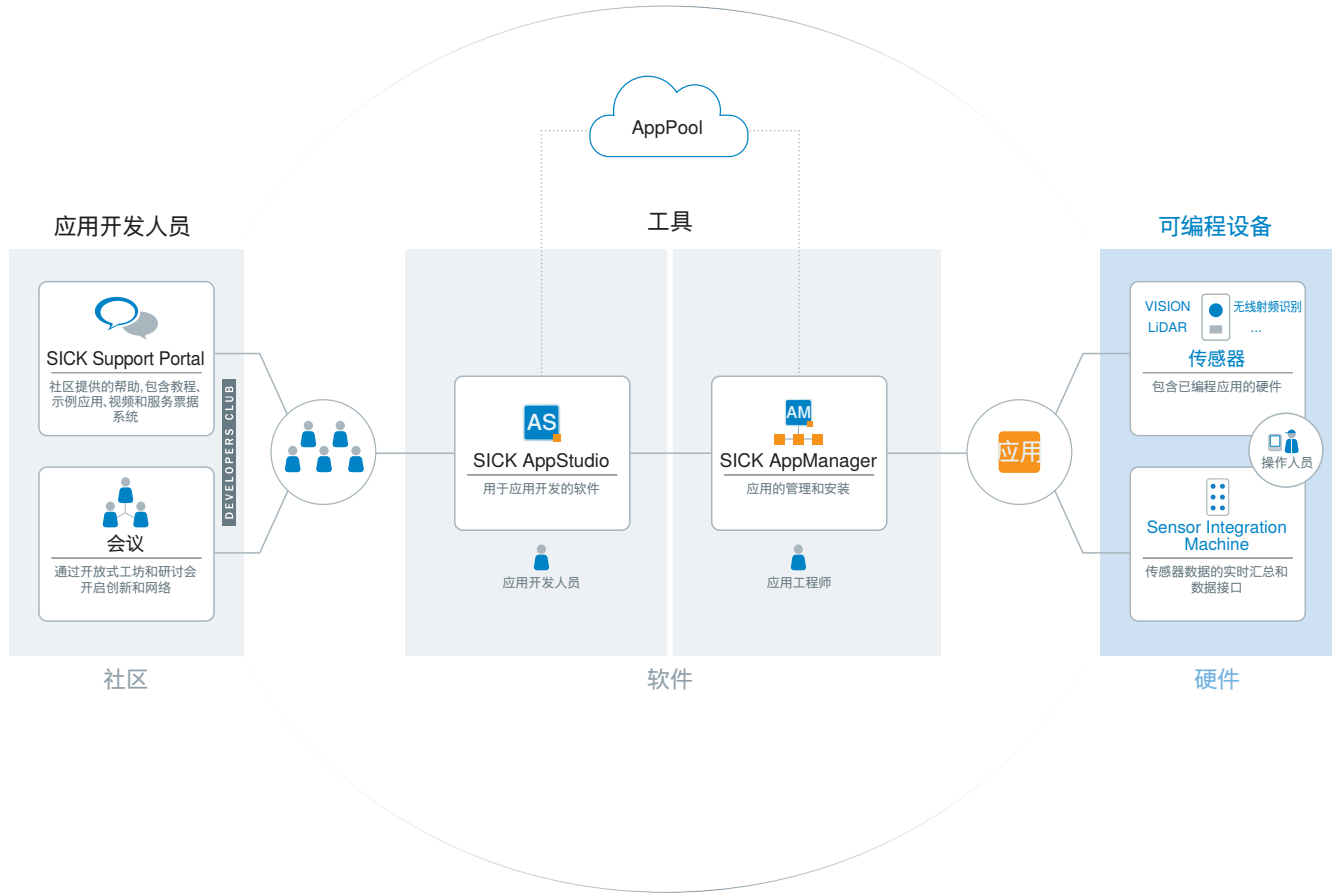 AppPool
应用开发人员
工具
可编程设备
SICK Support Portal
社区提供的帮助,包含教程、
示例应用、视频和服务票据
系统
DEVELOPERS CLUB
会议
通过开放式工坊和研讨会
开启创新和网络
社区
AS
SICK AppStudio
用于应用开发的软件
应用开发人员
AM
SICK AppManager
应用的管理和安装
应用工程师
软件
应用
VISION
LiDAR
无线射频识别
...
传感器
包含已编程应用的硬件
操作人员
Sensor Integration
Machine
传感器数据的实时汇总和
数据接口
硬件